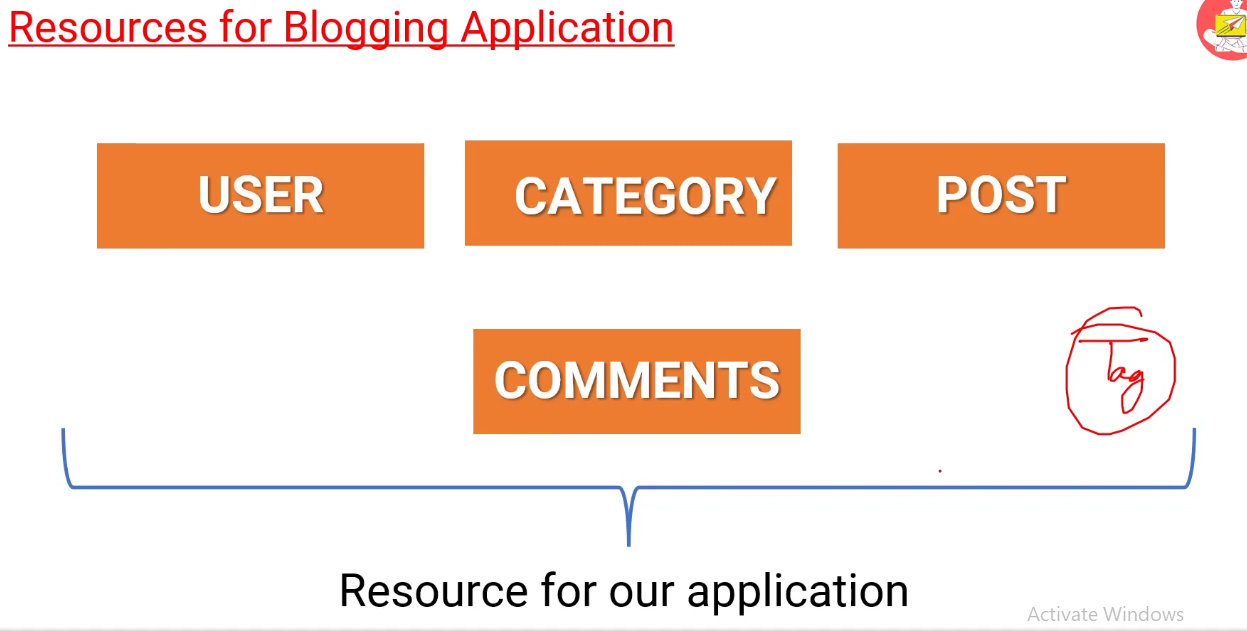 Resources for Blogging Application
USER
CATEGORY
POST
COMMENTS
Tag
Resource for our application
Activate Windows